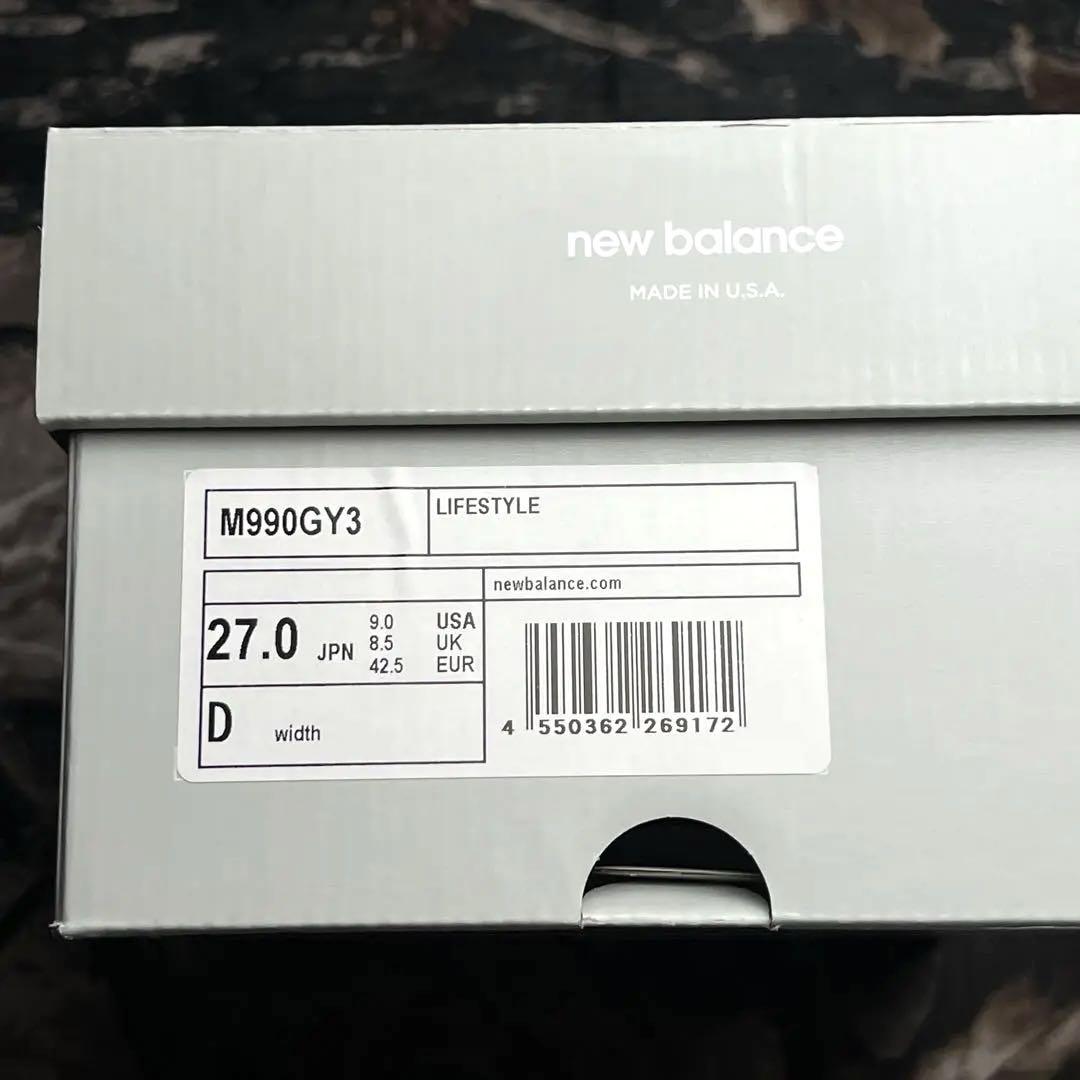 new balance
MADE IN U.S.A.
M990GY3
LIFESTYLE
newbalance.com
27.0 JPN
9.0 USA
8.5 UK
42.5 EUR
D width
4 550362 269172